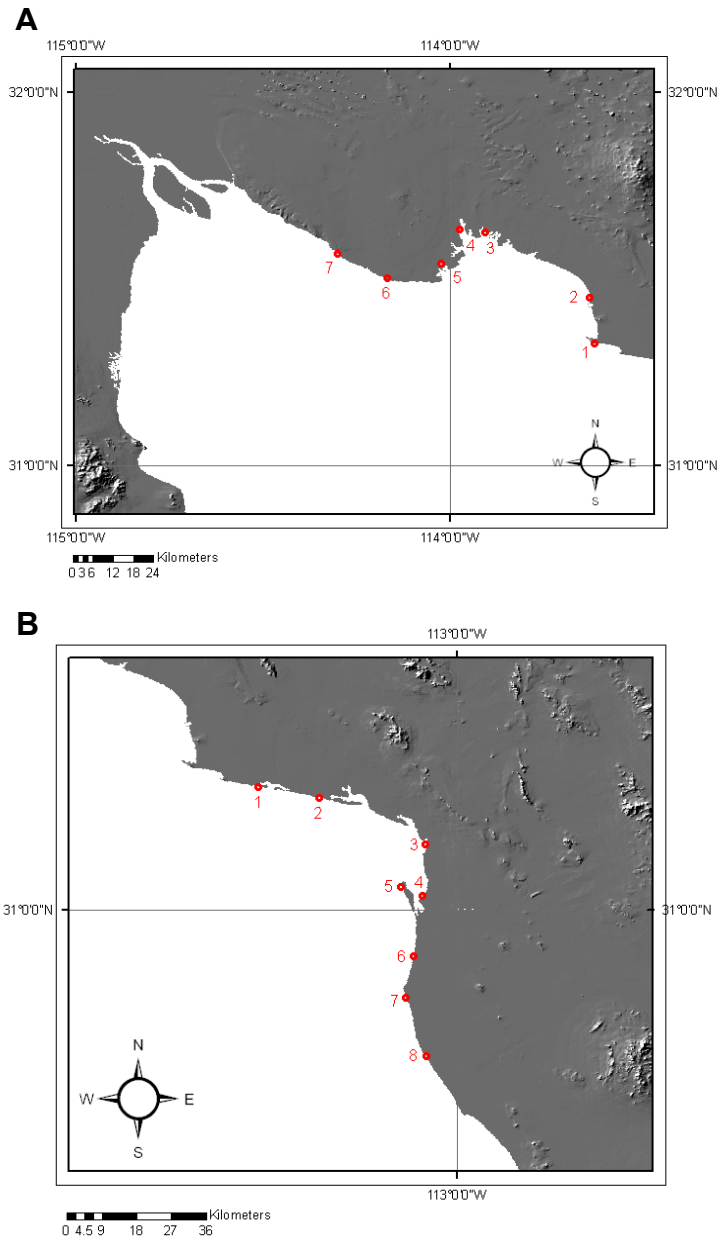 A
115°0'0"W 114°0'0"W
32°0'0"N 32°0'0"N
7 6 5 4 3 2 1
N
W E
S
31°0'0"N 31°0'0"N
115°0'0"W 114°0'0"W
Kilometers
0 3 6 12 18 24
B
113°0'0"W
1 2
3
5 4
31°0'0"N 31°0'0"N
6
7
8
N
W E
S
113°0'0"W
Kilometers
0 4.5 9 18 27 36